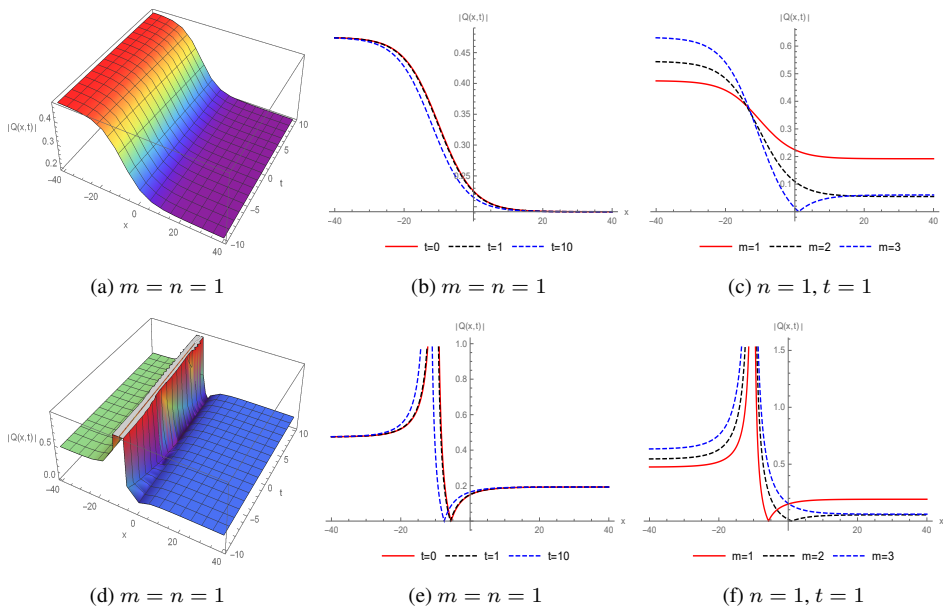 |Q(x,t)|
0.4
0.3
0.2
-40
-20
0
x
20
40
-10
-5
0
t
5
10
(a) m = n = 1
|Q(x,t)|
0.45
0.40
0.35
0.30
0.25
-40
-20
20
40
x
t=0 t=1 t=10
(b) m = n = 1
|Q(x,t)|
0.6
0.5
0.4
0.3
0.2
0.1
-40
-20
0
20
40
x
m=1 m=2 m=3
(c) n = 1, t = 1
|Q(x,t)|
0.5
0.0
-40
-20
0
x
20
40
-10
-5
0
t
5
10
(d) m = n = 1
|Q(x,t)|
1.0
0.8
0.6
0.4
0.2
-40
-20
20
40
x
t=0 t=1 t=10
(e) m = n = 1
|Q(x,t)|
1.5
1.0
0.5
-40
-20
0
20
40
x
m=1 m=2 m=3
(f) n = 1, t = 1